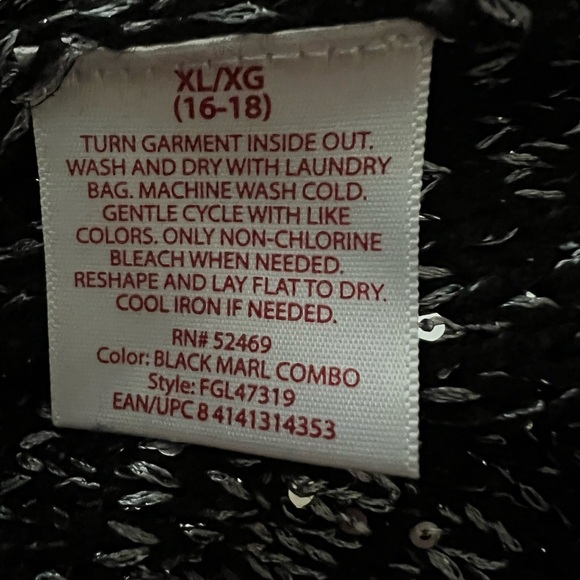 XL/XG
(16-18)
TURN GARMENT INSIDE OUT.
WASH AND DRY WITH LAUNDRY
BAG. MACHINE WASH COLD.
GENTLE CYCLE WITH LIKE
COLORS. ONLY NON-CHLORINE
BLEACH WHEN NEEDED.
RESHAPE AND LAY FLAT TO DRY.
COOL IRON IF NEEDED.
RN# 52469
Color: BLACK MARL COMBO
Style: FGL47319
EAN/UPC 8 4141314353